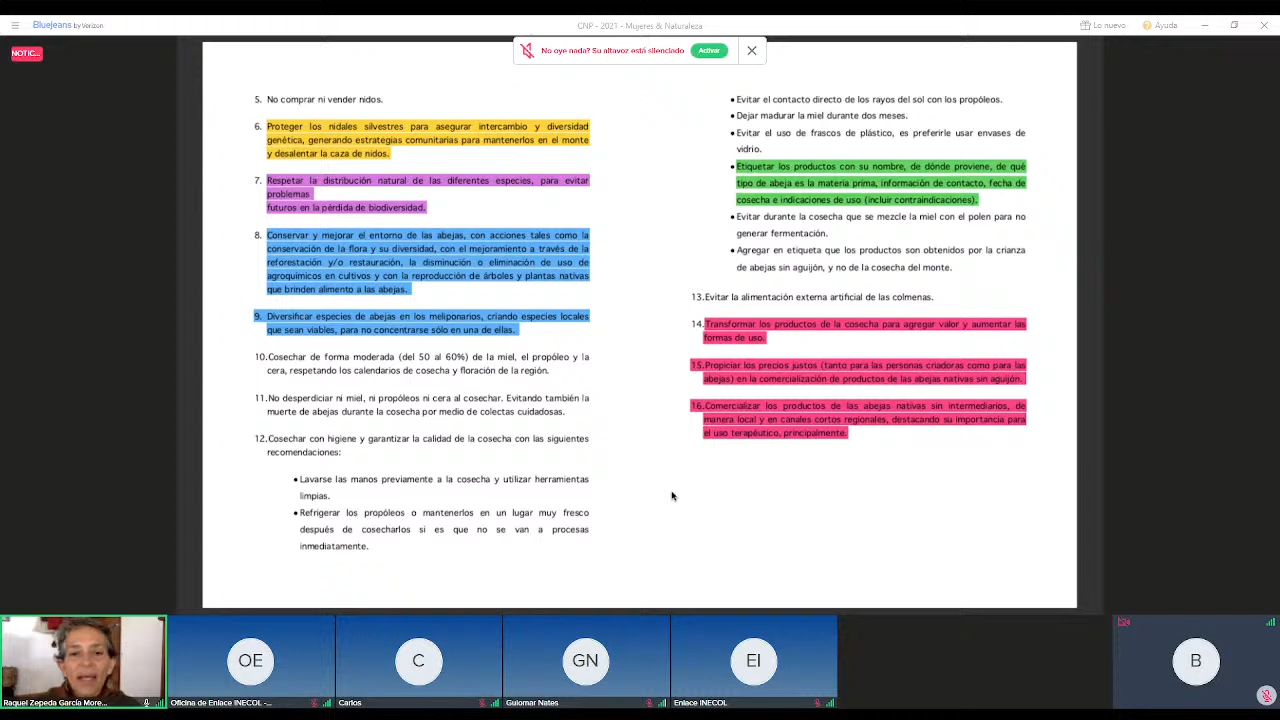 BlueJeans by Verizon
CNP - 2021 - Mujeres & Naturaleza
Lo nuevo
Ayuda
NOTIC...
No oye nada? Su altavoz está silenciado
Activar
5. No comprar ni vender nidos.
6. Proteger los nidales silvestres para asegurar intercambio y diversidad
genética, generando estrategias comunitarias para mantenerlos en el monte
y desalentar la caza de nidos.
7. Respetar la distribución natural de las diferentes especies, para evitar
problemas
futuros en la pérdida de biodiversidad.
8. Conservar y mejorar el entorno de las abejas, con acciones tales como la
conservación de la flora y su diversidad, con el mejoramiento a través de la
reforestación y/o restauración, la disminución o eliminación de uso de
agroquímicos en cultivos y con la reproducción de árboles y plantas nativas
que brinden alimento a las abejas.
9. Diversificar especies de abejas en los meliponarios, criando especies locales
que sean viables, para no concentrarse sólo en una de ellas.
10. Cosechar de forma moderada (del 50 al 60%) de la miel, el propóleo y la
cera, respetando los calendarios de cosecha y floración de la región.
11. No desperdiciar ni miel, ni propóleos ni cera al cosechar. Evitando también la
muerte de abejas durante la cosecha por medio de colectas cuidadosas.
12. Cosechar con higiene y garantizar la calidad de la cosecha con las siguientes
recomendaciones:
• Lavarse las manos previamente a la cosecha y utilizar herramientas
limpias.
• Refrigerar los propóleos o mantenerlos en un lugar muy fresco
después de cosecharlos si es que no se van a procesas
inmediatamente.
• Evitar el contacto directo de los rayos del sol con los propóleos.
• Dejar madurar la miel durante dos meses.
• Evitar el uso de frascos de plástico, es preferirle usar envases de
vidrio.
• Etiquetar los productos con su nombre, de dónde proviene, de qué
tipo de abeja es la materia prima, información de contacto, fecha de
cosecha e indicaciones de uso (incluir contraindicaciones).
• Evitar durante la cosecha que se mezcle la miel con el polen para no
generar fermentación.
• Agregar en etiqueta que los productos son obtenidos por la crianza
de abejas sin aguijón, y no de la cosecha del monte.
13. Evitar la alimentación externa artificial de las colmenas.
14. Transformar los productos de la cosecha para agregar valor y aumentar las
formas de uso.
15. Propiciar los precios justos (tanto para las personas criadoras como para las
abejas) en la comercialización de productos de las abejas nativas sin aguijón.
16. Comercializar los productos de las abejas nativas sin intermediarios, de
manera local y en canales cortos regionales, destacando su importancia para
el uso terapéutico, principalmente.
OE
C
GN
EI
B
Raquel Zepeda García More...
Oficina de Enlace INECOL -...
Carlos
Guiomar Nates
Enlace INECOL